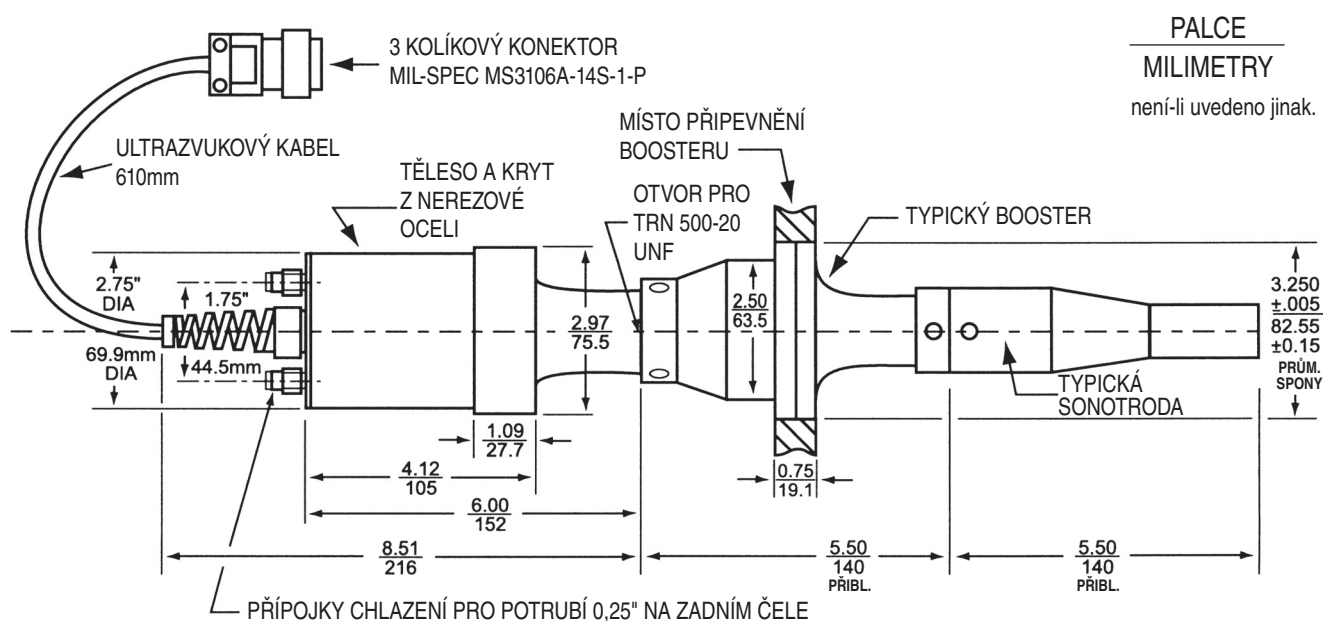 3 KOLÍKOVÝ KONEKTOR
MIL-SPEC MS3106A-14S-1-P
PALCE
MILIMETRY
není-li uvedeno jinak.
ULTRAZVUKOVÝ KABEL
610mm
TĚLESO A KRYT
Z NEREZOVÉ
OCELI
MÍSTO PŘIPEVNĚNÍ
BOOSTERU
OTVOR PRO
TRN 500-20
UNF
TYPICKÝ BOOSTER
2.75"
DIA
69.9mm
DIA
1.75"
44.5mm
2.97
75.5
2.50
63.5
3.250
±.005
82.55
±0.15
PRŮM.
SPONY
TYPICKÁ
SONOTRODA
1.09
27.7
4.12
105
6.00
152
8.51
216
0.75
19.1
5.50
140
PŘIBL.
5.50
140
PŘIBL.
PŘÍPOJKY CHLAZENÍ PRO POTRUBÍ 0,25" NA ZADNÍM ČELE